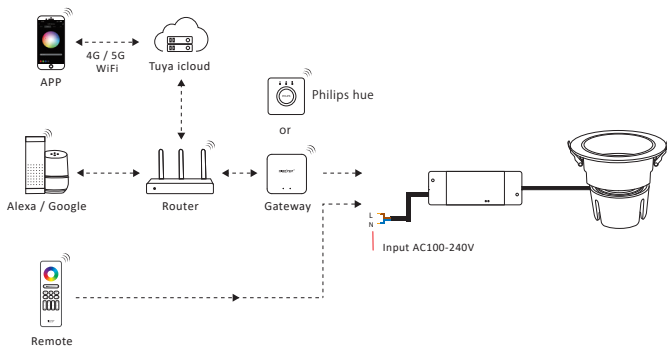 4G / 5G
WiFi
APP
Tuya icloud
Philips hue
or
Alexa / Google
Router
Gateway
L
N
Input AC100-240V
Remote